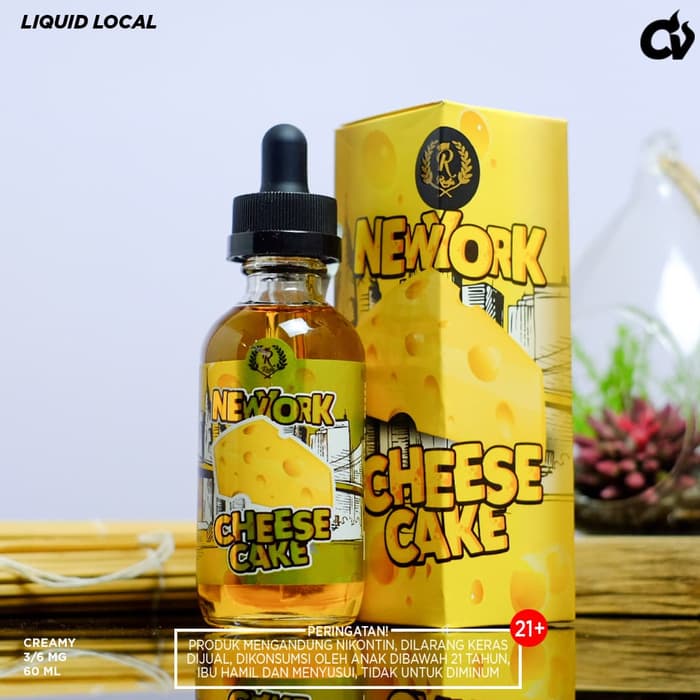 LIQUID LOCAL
CV
R
NEWYORK
CHEESE
CAKE
R
NEWYORK
CHEESE
CAKE
CREAMY
3/6 MG
60 ML
PERINGATAN!
PRODUK MENGANDUNG NIKONTIN, DILARANG KERAS
DIJUAL, DIKONSUMSI OLEH ANAK DIBAWAH 21 TAHUN,
IBU HAMIL DAN MENYUSUI, TIDAK UNTUK DIMINUM
21+